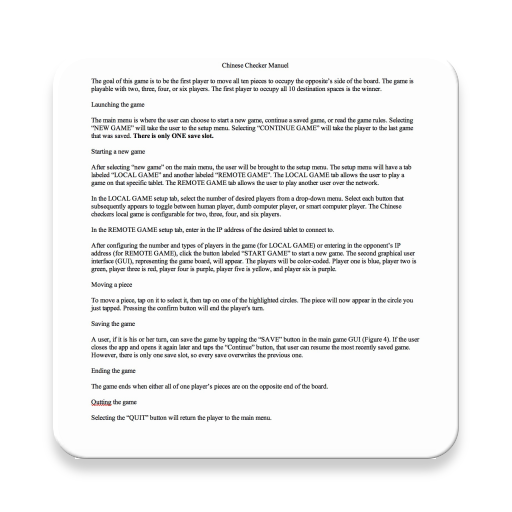 Chinese Checker Manuel
The goal of this game is to be the first player to move all ten pieces to occupy the opposite's side of the board. The game is
playable with two, three, four, or six players. The first player to occupy all 10 destination spaces is the winner.
Launching the game
The main menu is where the user can choose to start a new game, continue a saved game, or read the game rules. Selecting
"NEW GAME" will take the user to the setup menu. Selecting "CONTINUE GAME" will take the player to the last game
that was saved. There is only ONE save slot.
Starting a new game
After selecting "new game" on the main menu, the user will be brought to the setup menu. The setup menu will have a tab
labeled "LOCAL GAME" and another labeled "REMOTE GAME". The LOCAL GAME tab allows the user to play a
game on that specific tablet. The REMOTE GAME tab allows the user to play another user over the network.
In the LOCAL GAME setup tab, select the number of desired players from a drop-down menu. Select each button that
subsequently appears to toggle between human player, dumb computer player, or smart computer player. The Chinese
checkers local game is configurable for two, three, four, and six players.
In the REMOTE GAME setup tab, enter in the IP address of the desired tablet to connect to.
After configuring the number and types of players in the game (for LOCAL GAME) or entering in the opponent's IP
address (for REMOTE GAME), click the button labeled "START GAME" to start a new game. The second graphical user
interface (GUI), representing the game board, will appear. The players will be color-coded. Player one is blue, player two is
green, player three is red, player four is purple, player five is yellow, and player six is purple.
Moving a piece
To move a piece, tap on it to select it, then tap on one of the highlighted circles. The piece will now appear in the circle you
just tapped. Pressing the confirm button will end the player's turn.
Saving the game
A user, if it is his or her turn, can save the game by tapping the "SAVE" button in the main game GUI (Figure 4). If the user
closes the app and opens it again later and taps the "Continue" button, that user can resume the most recently saved game.
However, there is only one save slot, so every save overwrites the previous one.
Ending the game
The game ends when either all of one player's pieces are on the opposite end of the board.
Qutting the game
Selecting the "QUIT" button will return the player to the main menu.